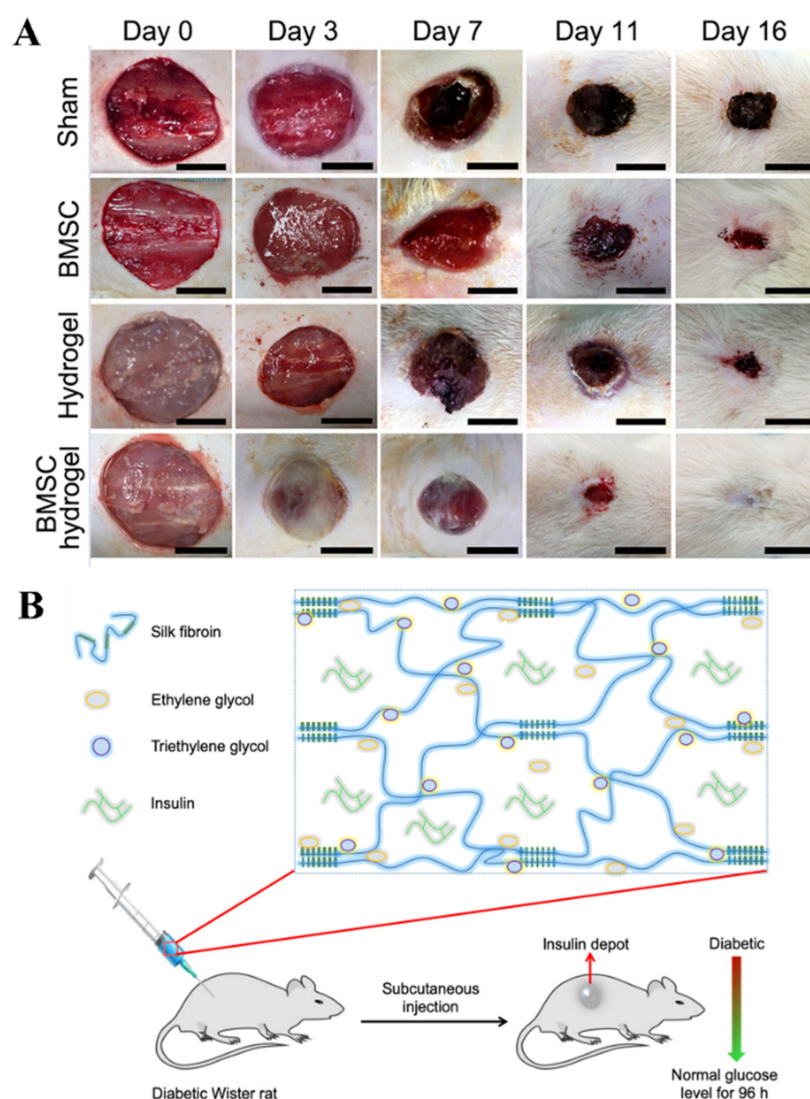 A
Day 0 Day 3 Day 7 Day 11 Day 16
Sham
BMSC
Hydrogel
BMSC
hydrogel
B
Silk fibroin
Ethylene glycol
Triethylene glycol
Insulin
Insulin depot
Diabetic
Subcutaneous
injection
Diabetic Wister rat
Normal glucose
level for 96 h